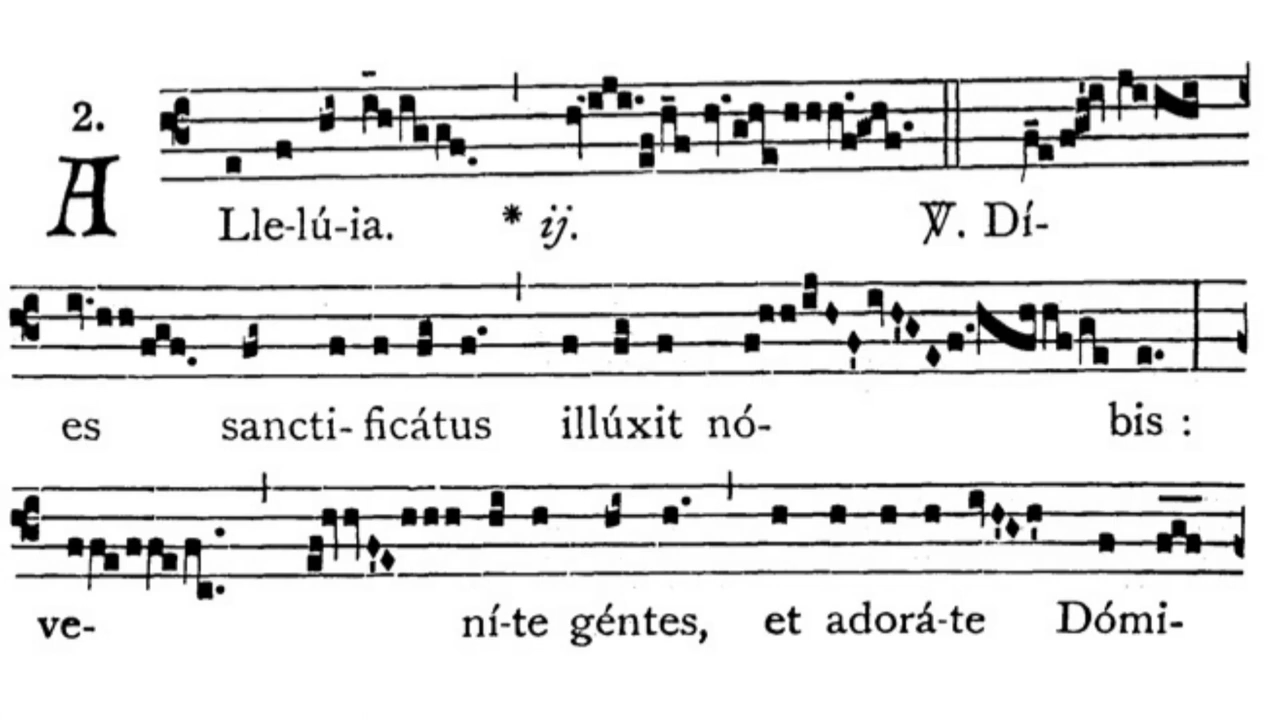 2.
ALle-lú-ia. * ij. ℣. Dí-
es sancti-ficátus illúxit nó- bis :
ve- ní-te géntes, et adorá-te Dómi-